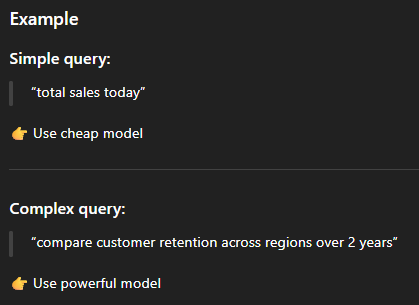 Example
Simple query:
“total sales today”
👉 Use cheap model
Complex query:
“compare customer retention across regions over 2 years”
👉 Use powerful model